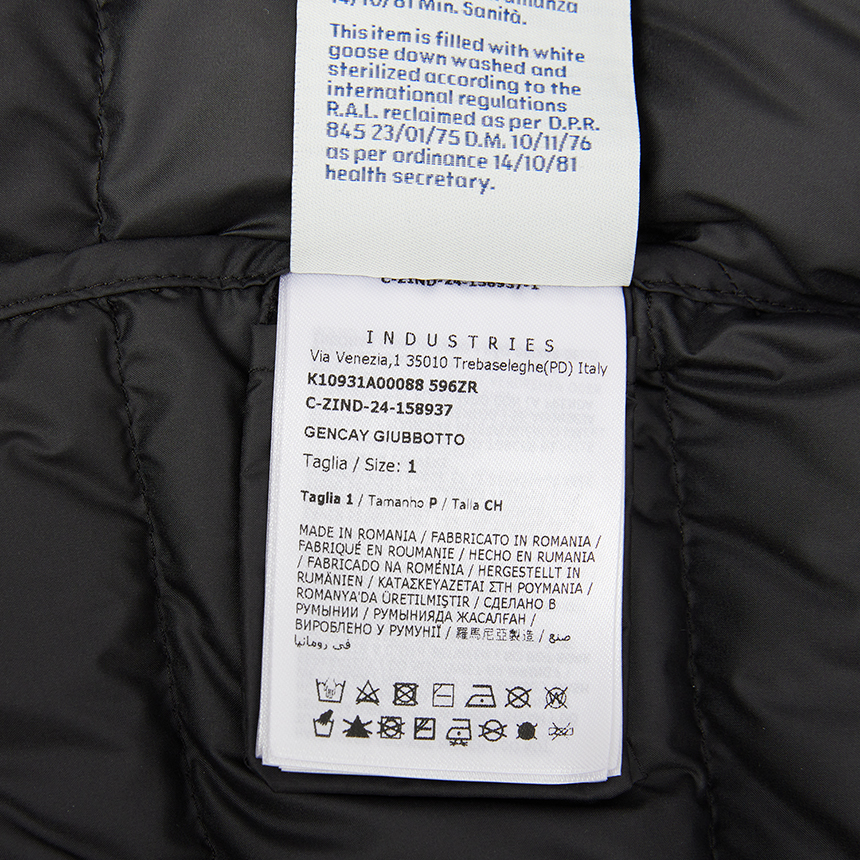 14/10/81 Min. Sanità.
This item is filled with white
goose down washed and
sterilized according to the
international regulations
R.A.L. reclaimed as per D.P.R.
845 23/01/75 D.M. 10/11/76
as per ordinance 14/10/81
health secretary.
C-ZIND-24-158937-1
INDUSTRIES
Via Venezia,1 35010 Trebaseleghe(PD) Italy
K10931A00088 596ZR
C-ZIND-24-158937
GENCAY GIUBBOTTO
Taglia / Size: 1
Taglia 1 / Tamanho P / Talla CH
MADE IN ROMANIA / FABBRICATO IN ROMANIA /
FABRIQUÉ EN ROUMANIE / HECHO EN RUMANIA
/ FABRICADO NA ROMÉNIA / HERGESTELLT IN
RUMÄNIEN / ΚΑΤΑΣΚΕΥΑΖΕΤΑΙ ΣΤΗ ΡΟΥΜΑΝΙΑ /
ROMANYA'DA ÜRETILMIŞTIR / СДЕЛАНО В
РУМЫНИИ / РУМЫНИЯДА ЖАСАЛҒАН /
ВИРОБЛЕНО У РУМУНІЇ / 羅馬尼亞製造 / صنع
في رومانيا